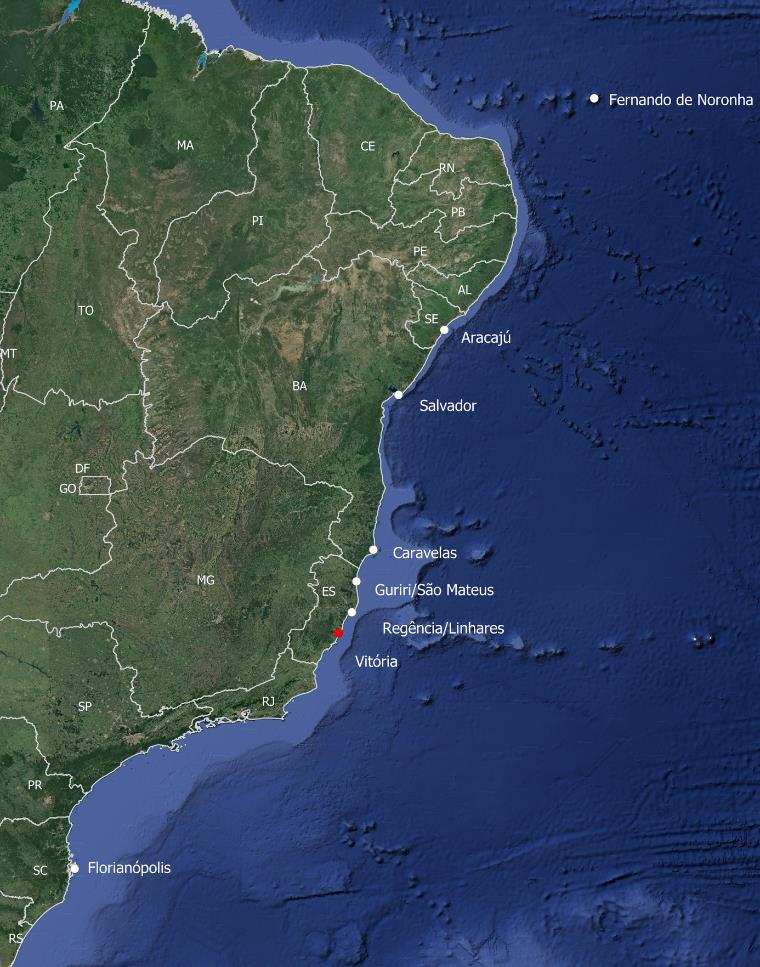 Fernando de Noronha
PA
MA
CE
RN
PB
PI
PE
AL
TO
SE
Aracajú
MT
BA
Salvador
DF
GO
Caravelas
MG
ES
Guriri/São Mateus
Regência/Linhares
Vitória
RJ
SP
PR
Florianópolis
SC
RS